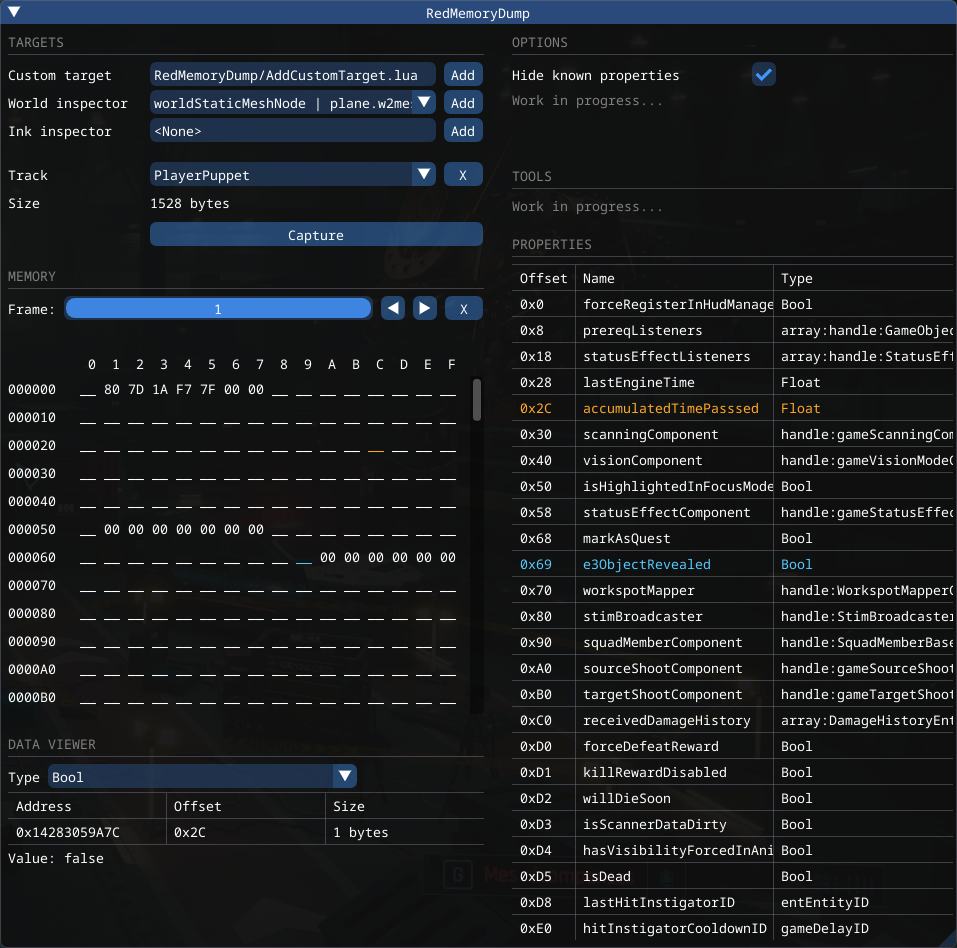 RedMemoryDump
TARGETS
Custom target RedMemoryDump/AddCustomTarget.lua Add
World inspector worldStaticMeshNode | plane.w2me Add
Ink inspector <None> Add
Track PlayerPuppet X
Size 1528 bytes
Capture
MEMORY
Frame: 1 X
0 1 2 3 4 5 6 7 8 9 A B C D E F
000000 __ 80 7D 1A F7 7F 00 00 __ __ __ __ __ __ __ __
000010 __ __ __ __ __ __ __ __ __ __ __ __ __ __ __ __
000020 __ __ __ __ __ __ __ __ __ __ __ __ __ __ __ __
000030 __ __ __ __ __ __ __ __ __ __ __ __ __ __ __ __
000040 __ __ __ __ __ __ __ __ __ __ __ __ __ __ __ __
000050 __ 00 00 00 00 00 00 00 __ __ __ __ __ __ __ __
000060 __ __ __ __ __ __ __ __ __ __ 00 00 00 00 00 00
000070 __ __ __ __ __ __ __ __ __ __ __ __ __ __ __ __
000080 __ __ __ __ __ __ __ __ __ __ __ __ __ __ __ __
000090 __ __ __ __ __ __ __ __ __ __ __ __ __ __ __ __
0000A0 __ __ __ __ __ __ __ __ __ __ __ __ __ __ __ __
0000B0 __ __ __ __ __ __ __ __ __ __ __ __ __ __ __ __
DATA VIEWER
Type Bool
Address Offset Size
0x14283059A7C 0x2C 1 bytes
Value: false
OPTIONS
Hide known properties
Work in progress...
TOOLS
Work in progress...
PROPERTIES
Offset Name Type
0x0 forceRegisterInHudManage Bool
0x8 prereqListeners array:handle:GameObjec
0x18 statusEffectListeners array:handle:StatusEff
0x28 lastEngineTime Float
0x2C accumulatedTimePasssed Float
0x30 scanningComponent handle:gameScanningCom
0x40 visionComponent handle:gameVisionModeC
0x50 isHighlightedInFocusMode Bool
0x58 statusEffectComponent handle:gameStatusEffec
0x68 markAsQuest Bool
0x69 e3ObjectRevealed Bool
0x70 workspotMapper handle:WorkspotMapperC
0x80 stimBroadcaster handle:StimBroadcaster
0x90 squadMemberComponent handle:SquadMemberBase
0xA0 sourceShootComponent handle:gameSourceShoot
0xB0 targetShootComponent handle:gameTargetShoot
0xC0 receivedDamageHistory array:DamageHistoryEnt
0xD0 forceDefeatReward Bool
0xD1 killRewardDisabled Bool
0xD2 willDieSoon Bool
0xD3 isScannerDataDirty Bool
0xD4 hasVisibilityForcedInAni Bool
0xD5 isDead Bool
0xD8 lastHitInstigatorID entEntityID
0xE0 hitInstigatorCooldownID gameDelayID
G